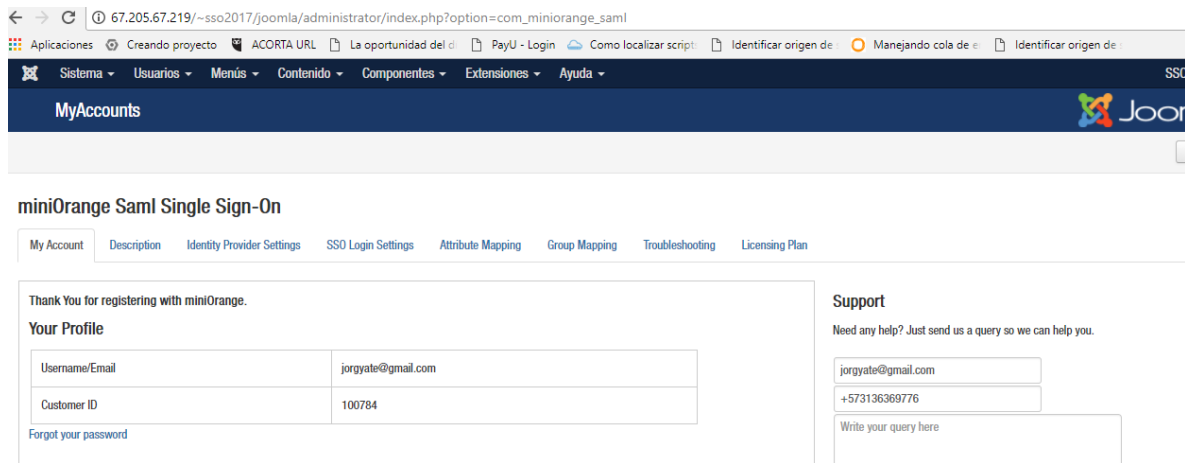 67.205.67.219/~sso2017/joomla/administrator/index.php?option=com_miniorange_saml
Aplicaciones Creando proyecto ACORTA URL La oportunidad del d PayU - Login Como localizar script Identificar origen de Manejando cola de e Identificar origen de
Sistema Usuarios Menús Contenido Componentes Extensiones Ayuda SSO
MyAccounts
miniOrange Saml Single Sign-On
My Account Description Identity Provider Settings SSO Login Settings Attribute Mapping Group Mapping Troubleshooting Licensing Plan
Thank You for registering with miniOrange.
Your Profile
Username/Email jorgyate@gmail.com
Customer ID 100784
Forgot your password
Support
Need any help? Just send us a query so we can help you.
jorgyate@gmail.com
+573136369776
Write your query here